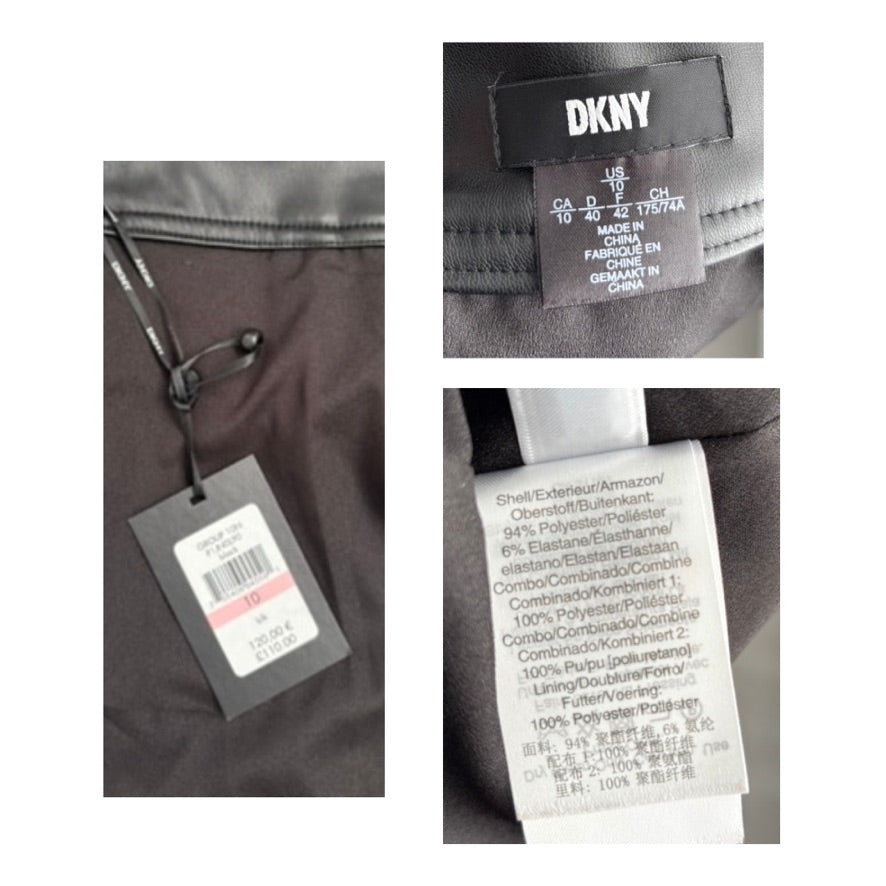 DKNY
DKNY
GROUP 10N
black
10
120.00 €
£110.00
DKNY
US
10
CA D F CH
10 40 42 175/74A
MADE IN
CHINA
FABRIQUÉ EN
CHINE
GEMAAKT IN
CHINA
Shell/Exterieur/Armazon/
Oberstoff/Buitenkant:
94% Polyester/Poliéster
6% Elastane/Élasthanne/
elastano/Elastan/Elastaan
Combo/Combinado/Combine
Combinado/Kombiniert 1:
100% Polyester/Poliéster
Combo/Combinado/Combine
Combinado/Kombiniert 2:
100% Pu/pu [poliuretano]
Lining/Doublure/Forro/
Futter/Voering:
100% Polyester/Poliéster
面料: 94% 聚酯纤维,6% 氨纶
配布 1:100% 聚酯纤维
配布 2: 100% 聚氨酯
里料: 100% 聚酯纤维